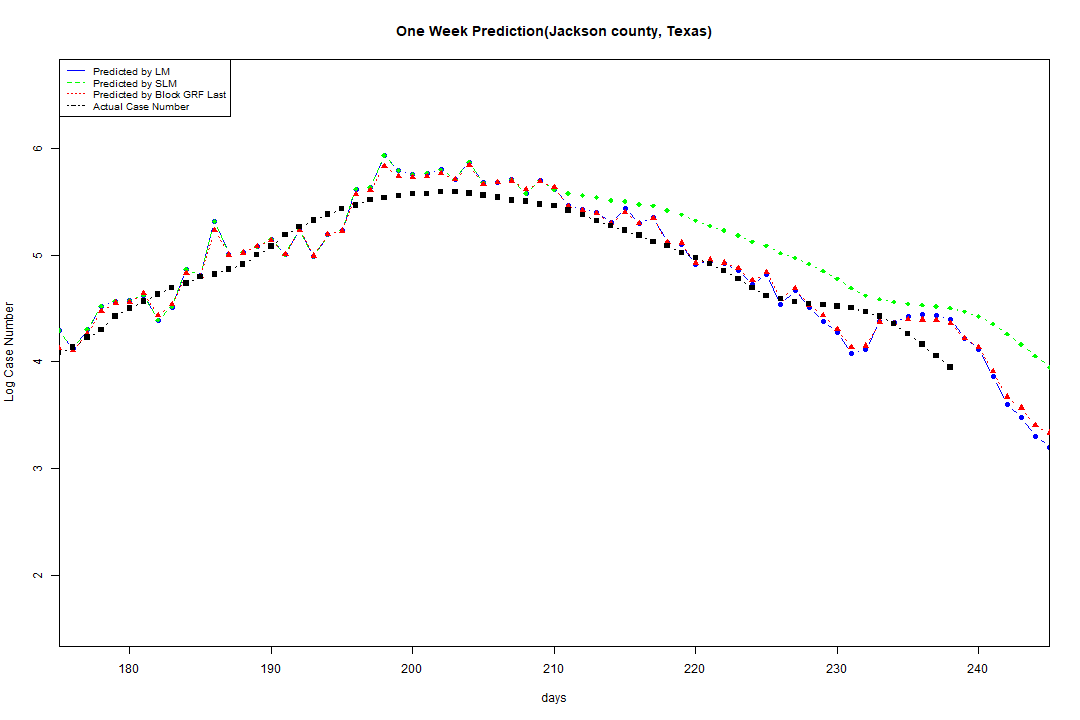 One Week Prediction(Jackson county, Texas)
Predicted by LM
Predicted by SLM
Predicted by Block GRF Last
Actual Case Number
6
5
4
3
2
Log Case Number
180 190 200 210 220 230 240
days